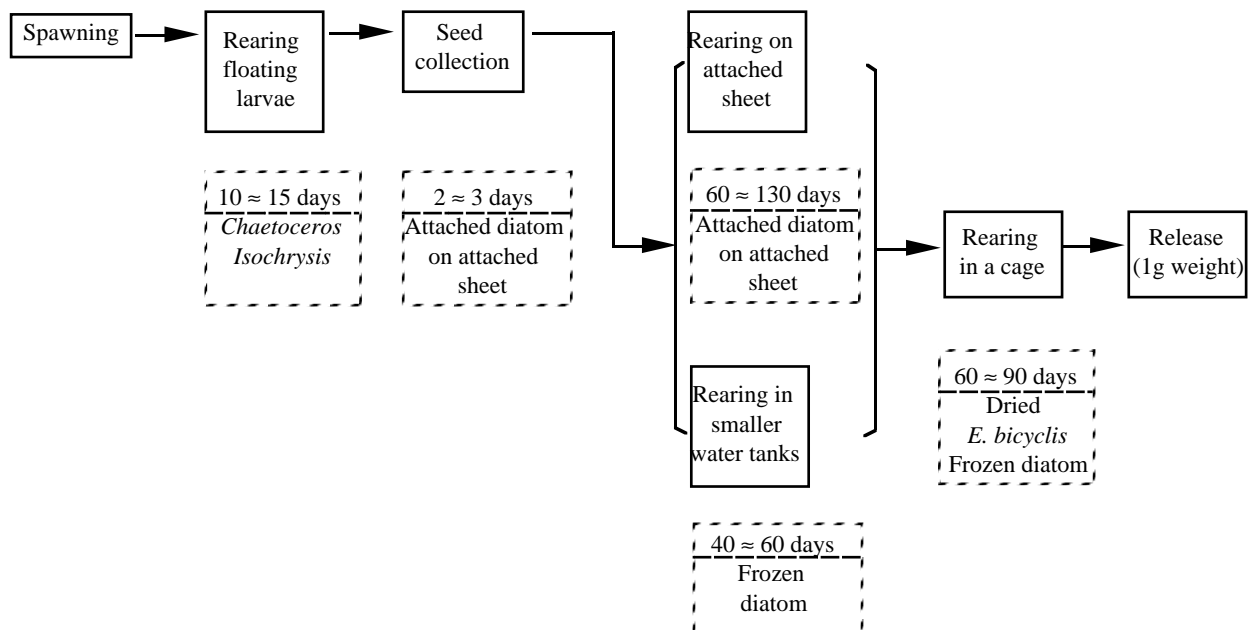 Spawning
Rearing
floating
larvae
10 ≈ 15 days
Chaetoceros
Isochrysis
Seed
collection
2 ≈ 3 days
Attached diatom
on attached
sheet
Rearing on
attached
sheet
60 ≈ 130 days
Attached diatom
on attached
sheet
Rearing in
smaller
water tanks
40 ≈ 60 days
Frozen
diatom
Rearing
in a cage
60 ≈ 90 days
Dried
E. bicyclis
Frozen diatom
Release
(1g weight)